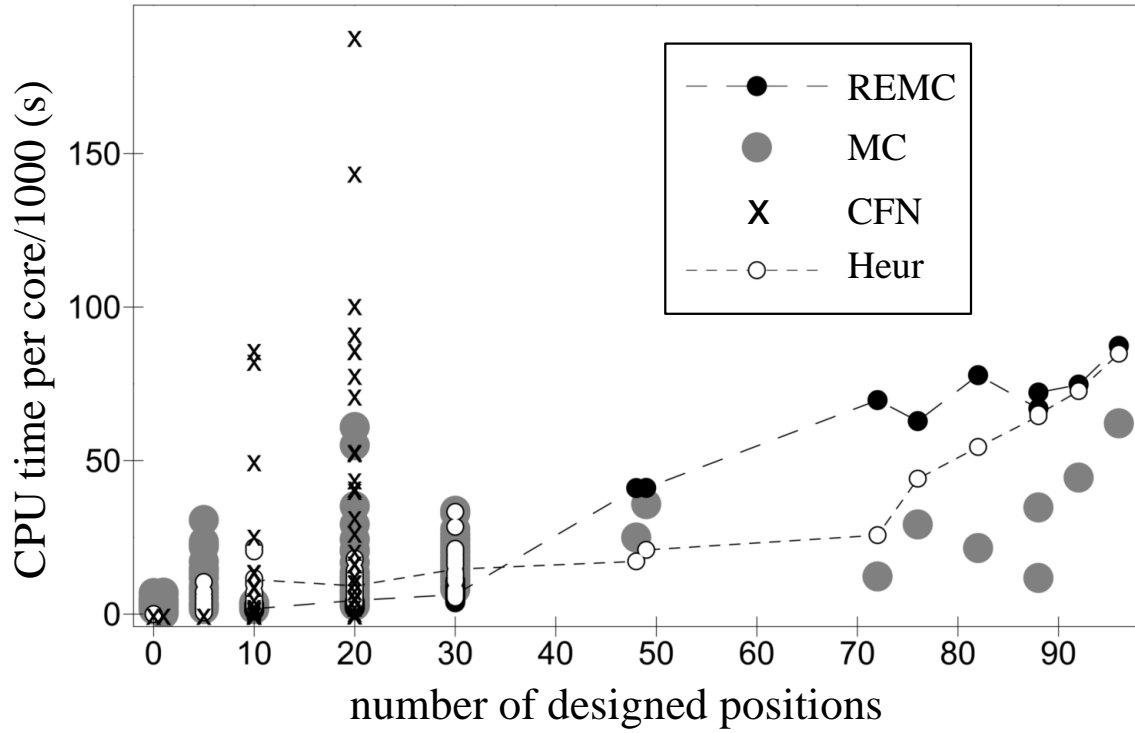 CPU time per core/1000 (s)
150
100
50
0
REMC
MC
x CFN
Heur
0 10 20 30 40 50 60 70 80 90
number of designed positions